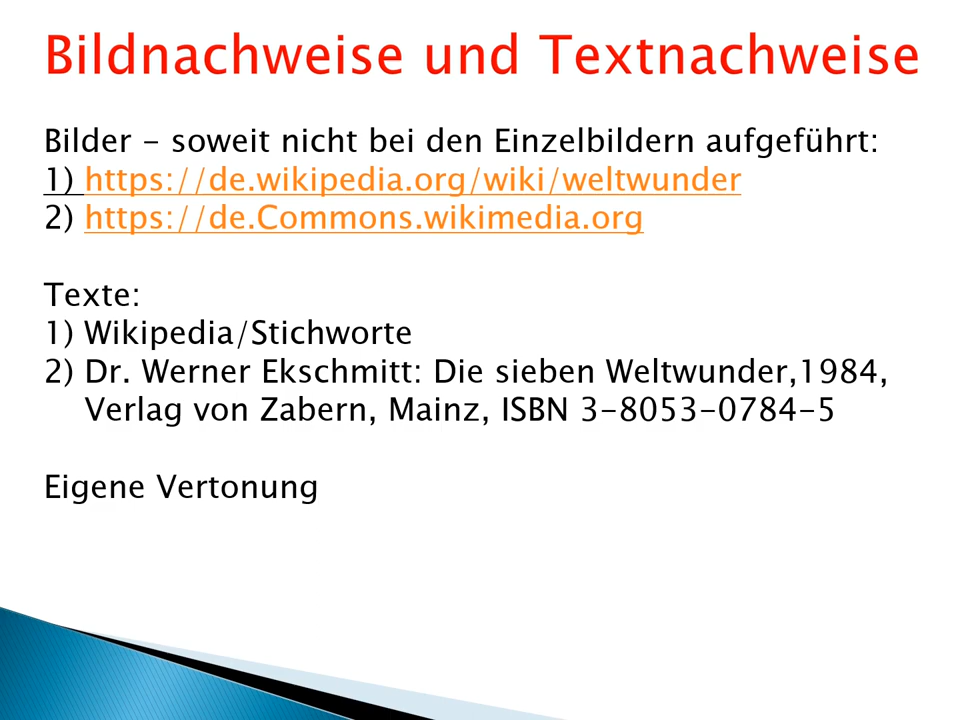 Bildnachweise und Textnachweise
Bilder - soweit nicht bei den Einzelbildern aufgeführt:
1) https://de.wikipedia.org/wiki/weltwunder
2) https://de.Commons.wikimedia.org
Texte:
1) Wikipedia/Stichworte
2) Dr. Werner Ekschmitt: Die sieben Weltwunder,1984,
Verlag von Zabern, Mainz, ISBN 3-8053-0784-5
Eigene Vertonung